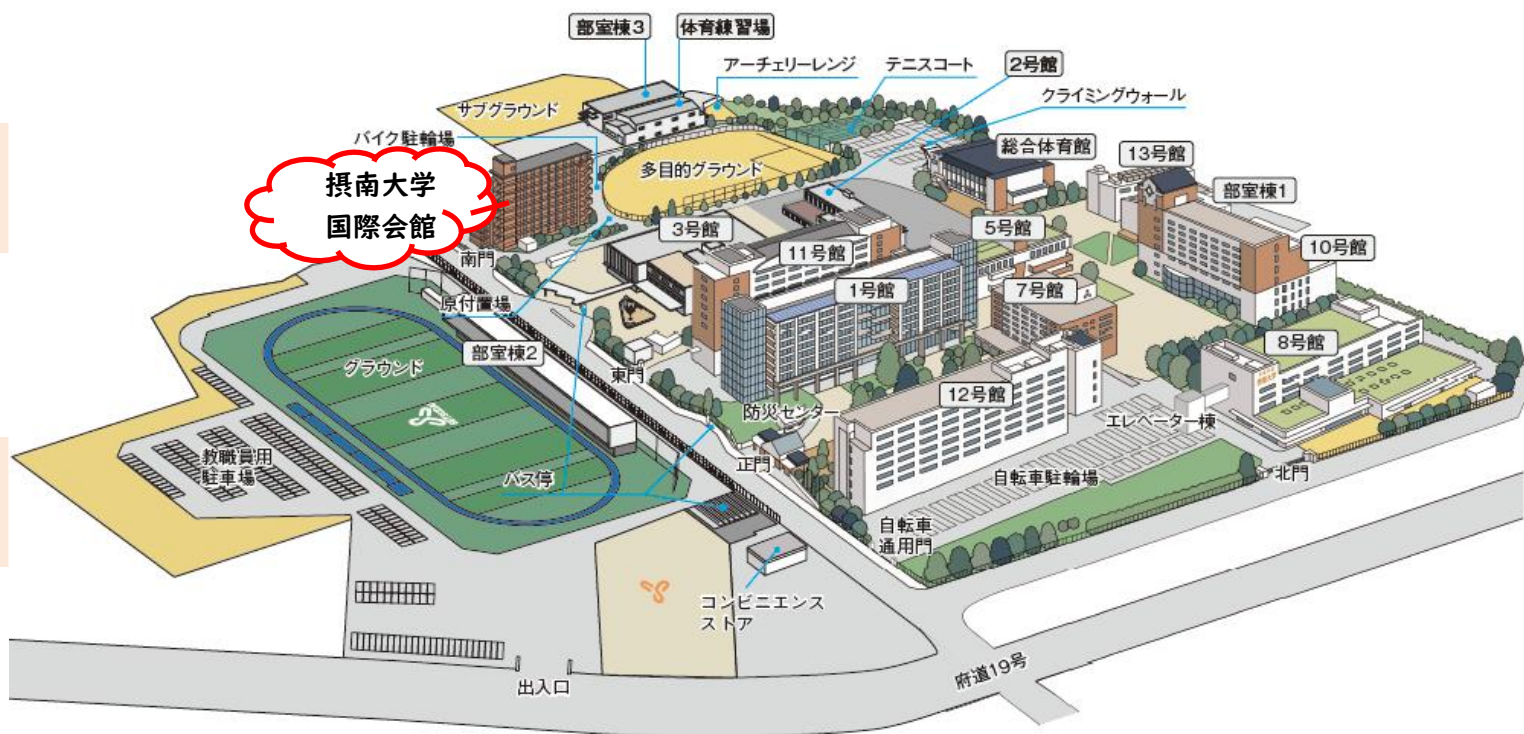 部室棟3
体育練習場
アーチェリーレンジ
テニスコート
2号館
クライミングウォール
サブグラウンド
バイク駐輪場
多目的グラウンド
総合体育館
13号館
部室棟1
摂南大学
国際会館
南門
3号館
11号館
5号館
10号館
1号館
7号館
原付置場
部室棟2
グラウンド
東門
8号館
防災センター
12号館
エレベーター棟
教職員用
駐車場
バス停
正門
自転車駐輪場
北門
自転車
通用門
コンビニエンス
ストア
出入口
府道19号